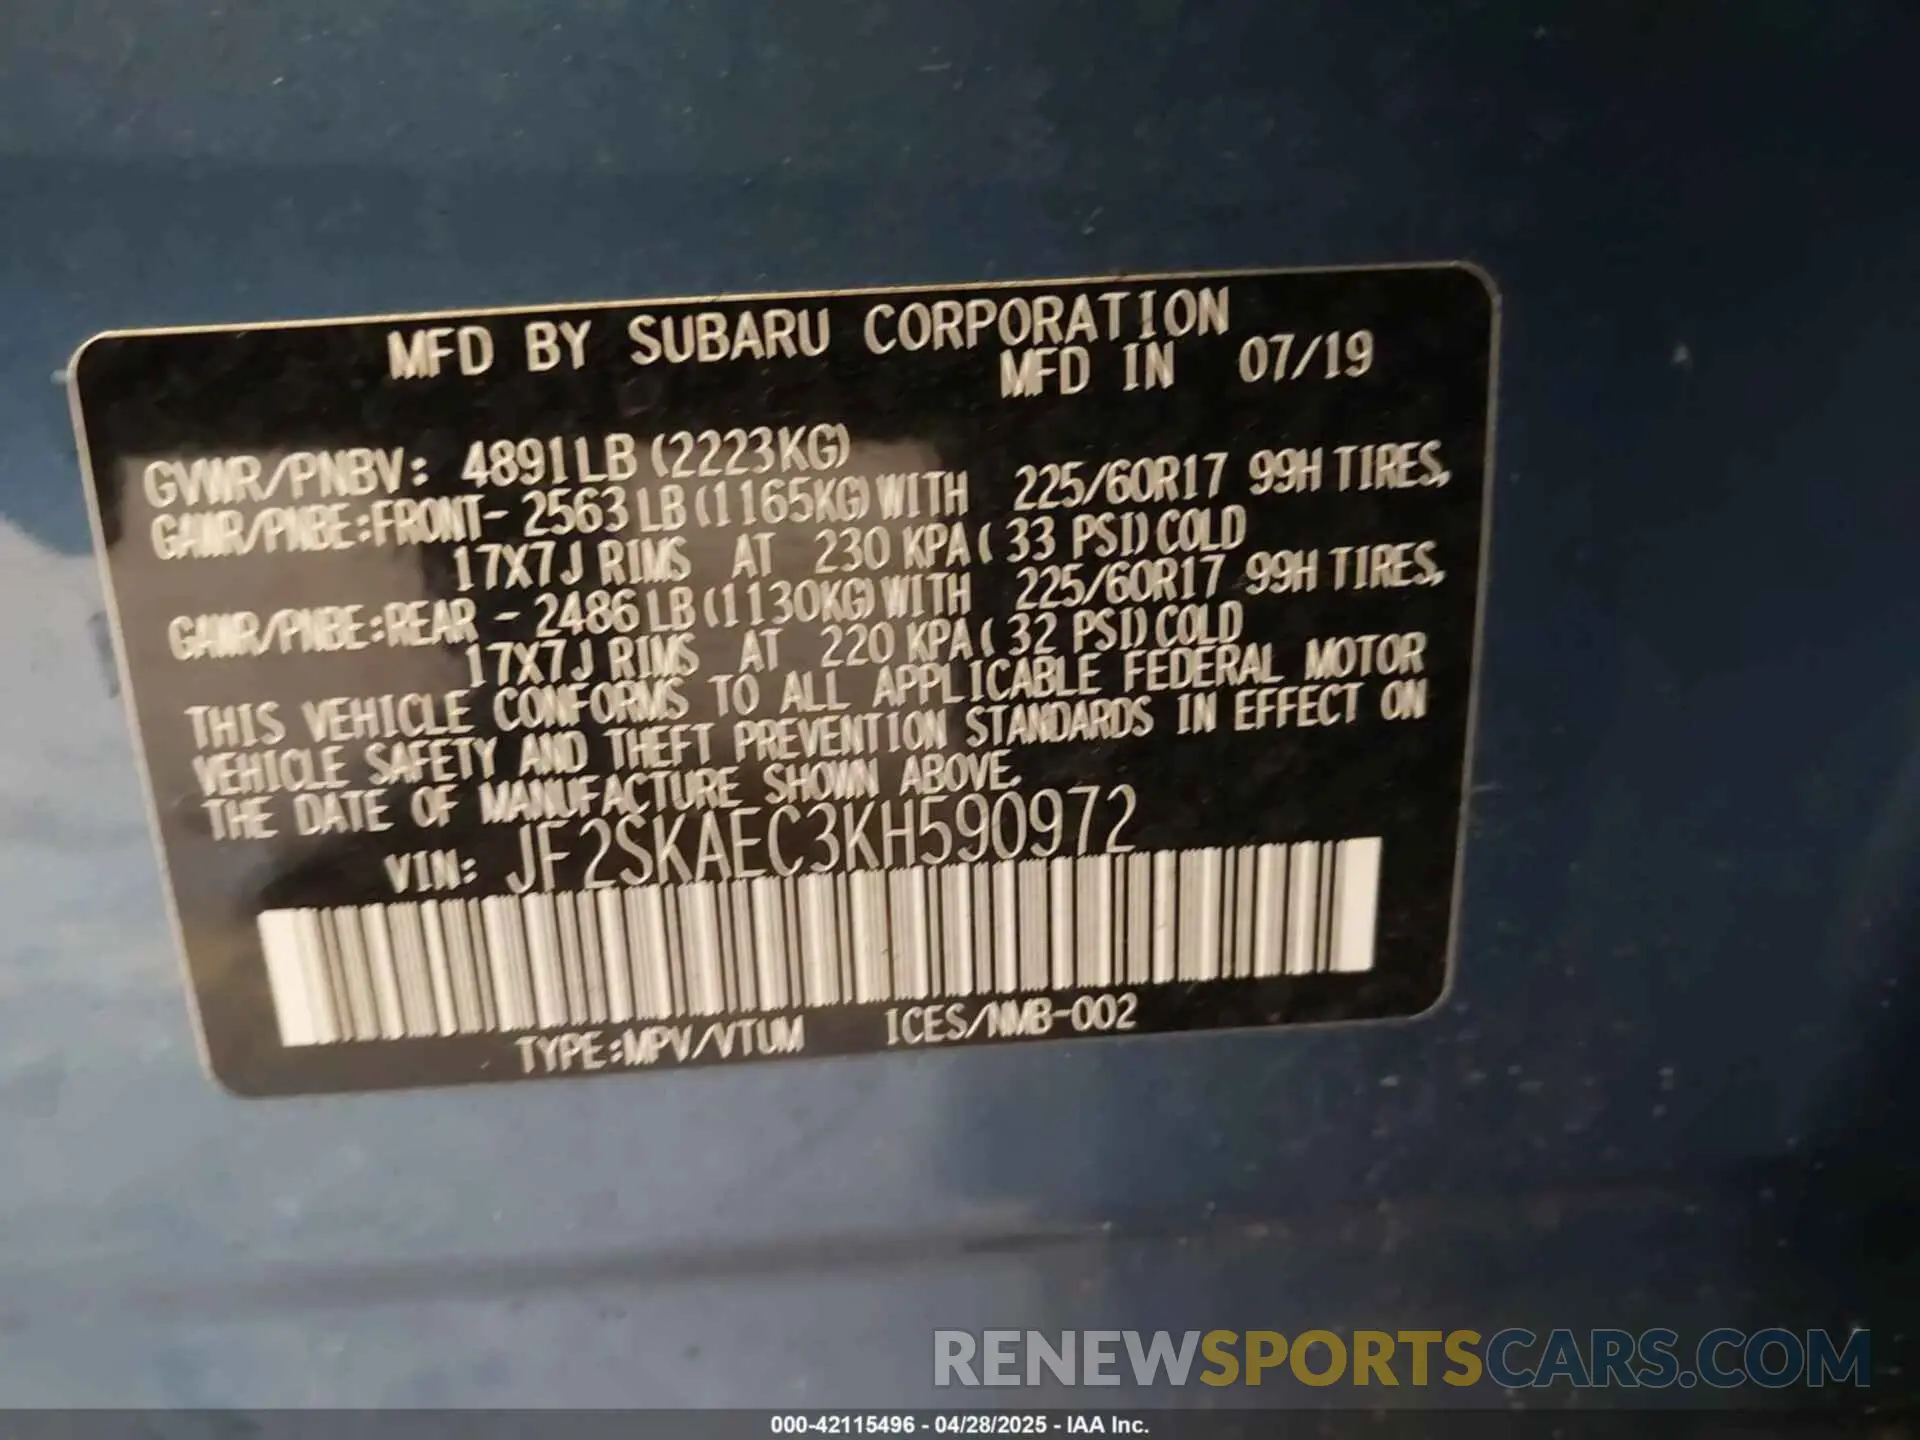 MFD BY SUBARU CORPORATION
MFD IN 07/19
GVWR/PNBV: 4891LB (2223KG)
GAWR/PNBE:FRONT- 2563LB(1165KG)WITH 225/60R17 99H TIRES,
17X7J RIMS AT 230 KPA( 33 PSI)COLD
GAWR/PNBE:REAR - 2486LB(1130KG)WITH 225/60R17 99H TIRES,
17X7J RIMS AT 220 KPA( 32 PSI)COLD
THIS VEHICLE CONFORMS TO ALL APPLICABLE FEDERAL MOTOR
VEHICLE SAFETY AND THEFT PREVENTION STANDARDS IN EFFECT ON
THE DATE OF MANUFACTURE SHOWN ABOVE.
VIN: JF2SKAEC3KH590972
TYPE:MPV/VTUM ICES/NMB-002
RENEWSPORTSCARS.COM
000-42115496 - 04/28/2025 - IAA Inc.